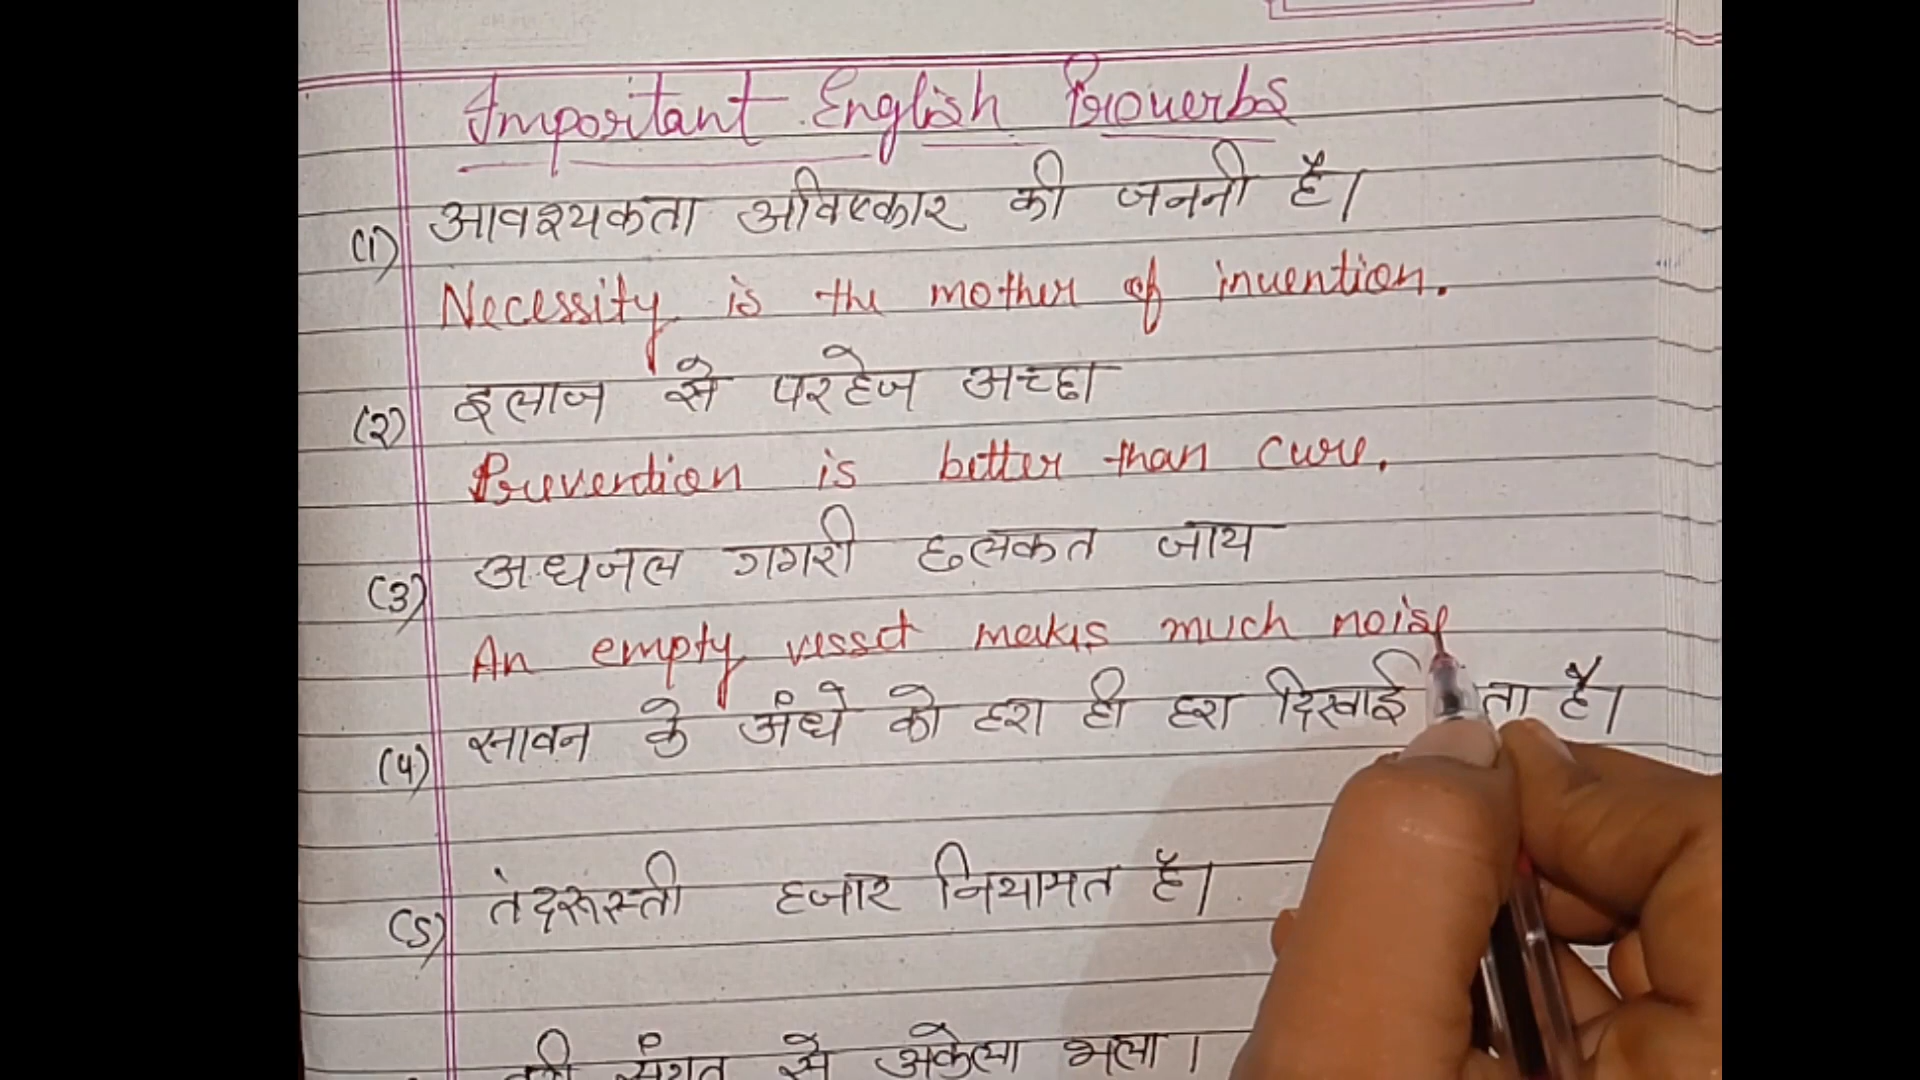 Important English Proverbs
(1) आवश्यकता अविष्कार की जननी है।
Necessity is the mother of invention.
(2) इलाज से परहेज अच्छा
Prevention is better than cure.
(3) अधजल गगरी छलकत जाय
An empty vessel makes much noise
(4) सावन के अंधे को हरा ही हरा दिखाई ता है।
(5) तंदरूस्ती हजार नियामत है।
की संगत से अकेला भला।